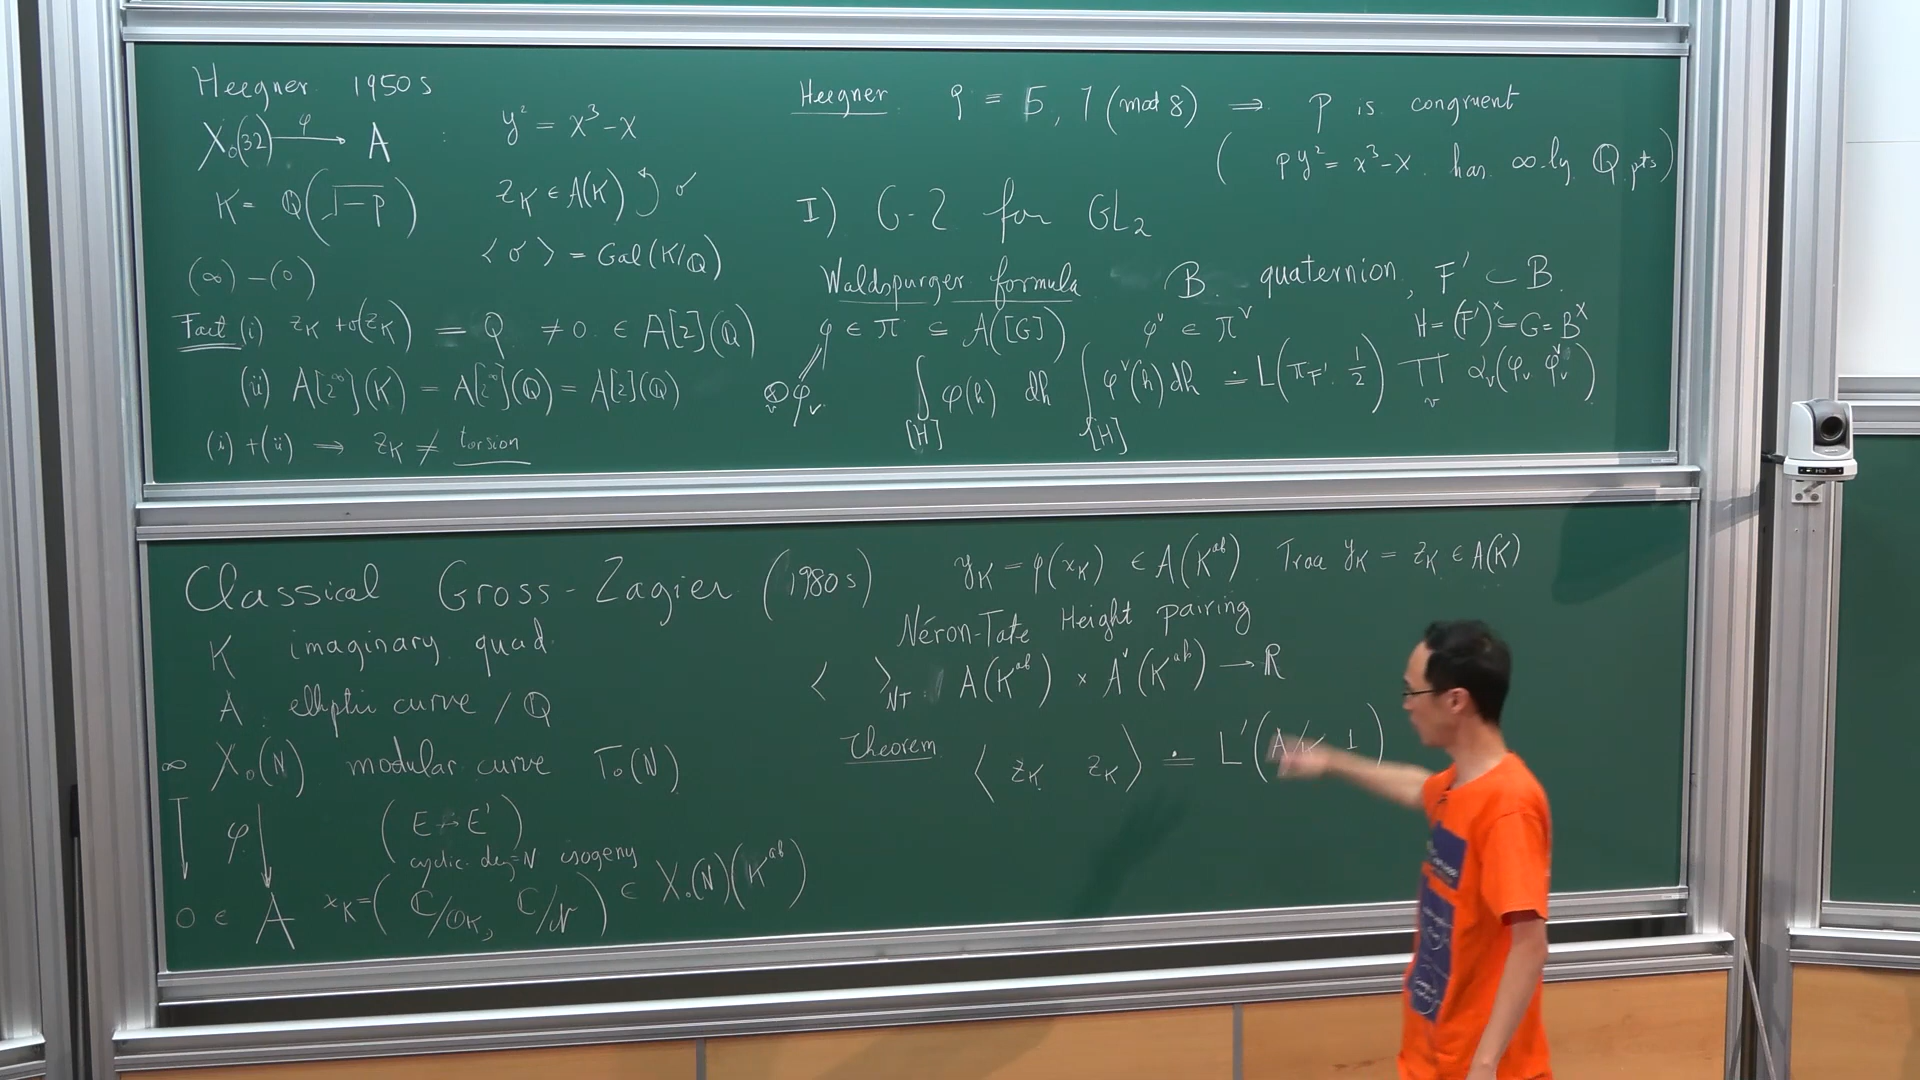 Heegner 1950s
X₀(32) —φ→ A : y² = x³-x
K = Q(√-p) z_K ∈ A(K) ⤴ σ
<σ> = Gal(K/Q)
(∞) - (0)
Fact (i) z_K + σ(z_K) = Q ≠ 0 ∈ A[2](Q)
(ii) A[2^∞](K) = A[2^∞](Q) = A[2](Q)
(i) + (ii) ⇒ z_K ≠ torsion
Heegner p ≡ 5, 7 (mod 8) ⇒ p is congruent
( py² = x³-x has ∞-ly Q pts )
I) G-Z for GL₂
Waldspurger formula B quaternion, F' ⊂ B
H = (F')^× ⊂ G = B^×
φ ∈ π ⊆ A([G]) φ^∨ ∈ π^∨
⊗_v φ_v
∫_[H] φ(h) dh ∫_[H] φ^∨(h) dh ≐ L(π_F', 1/2) ∏_v α_v(φ_v, φ_v^∨)
Classical Gross-Zagier (1980s)
K imaginary quad
A elliptic curve / Q
∞ X₀(N) modular curve Γ₀(N)
φ (E → E')
cyclic deg=N isogeny
0 ∈ A x_K = (C/O_K, C/𝒩) ∈ X₀(N)(K^ab)
y_K = φ(x_K) ∈ A(K^ab) Trace y_K = z_K ∈ A(K)
Néron-Tate Height pairing
< >_NT : A(K^ab) × A^∨(K^ab) → R
Theorem < z_K z_K > ≐ L'(A/ 1)